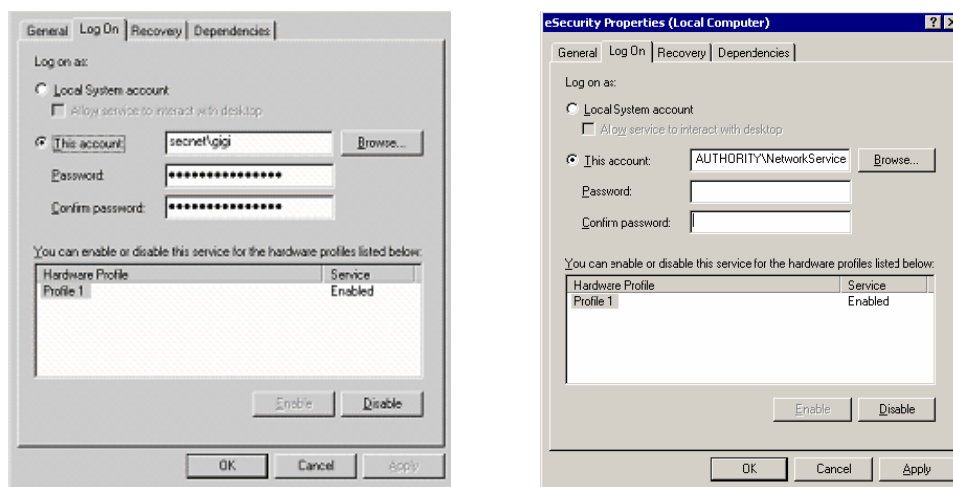 General Log On Recovery Dependencies
Log on as:
Local System account
Allow service to interact with desktop
This account: secnet\gigi Browse...
Password: •••••••••••••••
Confirm password: •••••••••••••••
You can enable or disable this service for the hardware profiles listed below:
Hardware Profile Service
Profile 1 Enabled
Enable Disable
OK Cancel Apply
eSecurity Properties (Local Computer) ?
General Log On Recovery Dependencies
Log on as:
Local System account
Allow service to interact with desktop
This account: AUTHORITY\NetworkService Browse...
Password:
Confirm password:
You can enable or disable this service for the hardware profiles listed below:
Hardware Profile Service
Profile 1 Enabled
Enable Disable
OK Cancel Apply